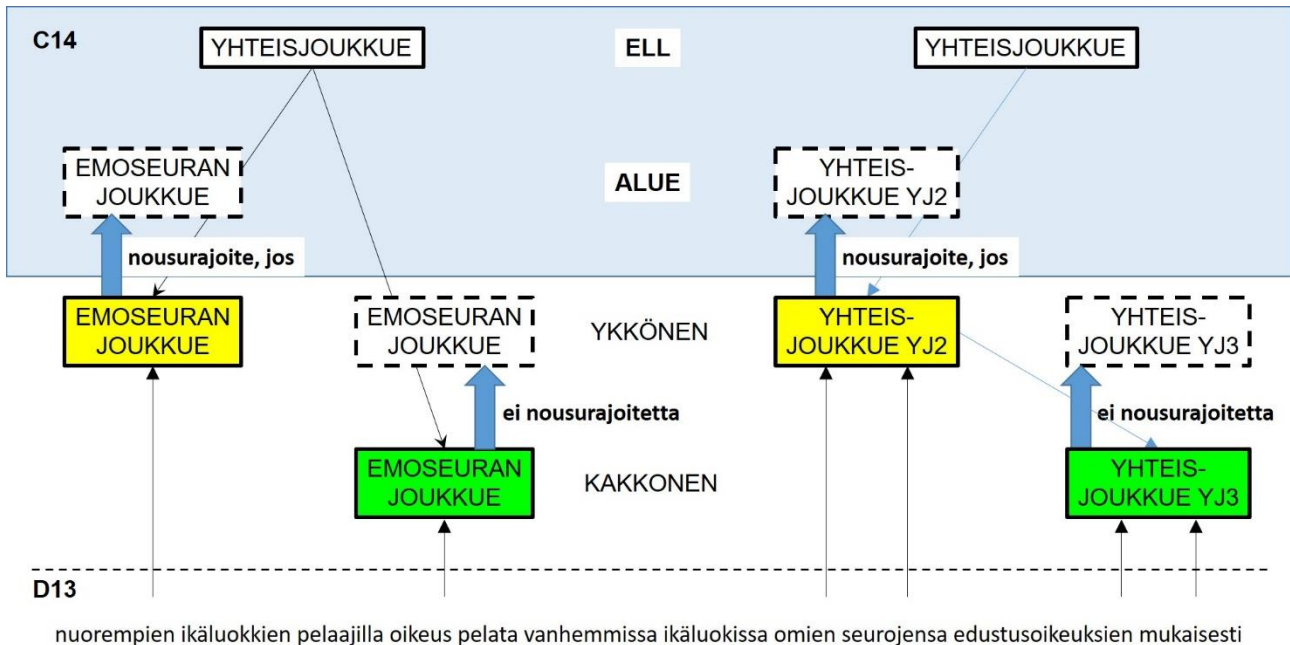 C14
YHTEISJOUKKUE
ELL
YHTEISJOUKKUE
EMOSEURAN
JOUKKUE
ALUE
YHTEIS-
JOUKKUE YJ2
nousurajoite, jos
nousurajoite, jos
EMOSEURAN
JOUKKUE
EMOSEURAN
JOUKKUE
YKKÖNEN
YHTEIS-
JOUKKUE YJ2
YHTEIS-
JOUKKUE YJ3
ei nousurajoitetta
ei nousurajoitetta
EMOSEURAN
JOUKKUE
KAKKONEN
YHTEIS-
JOUKKUE YJ3
D13
nuorempien ikäluokkien pelaajilla oikeus pelata vanhemmissa ikäluokissa omien seurojensa edustusoikeuksien mukaisesti